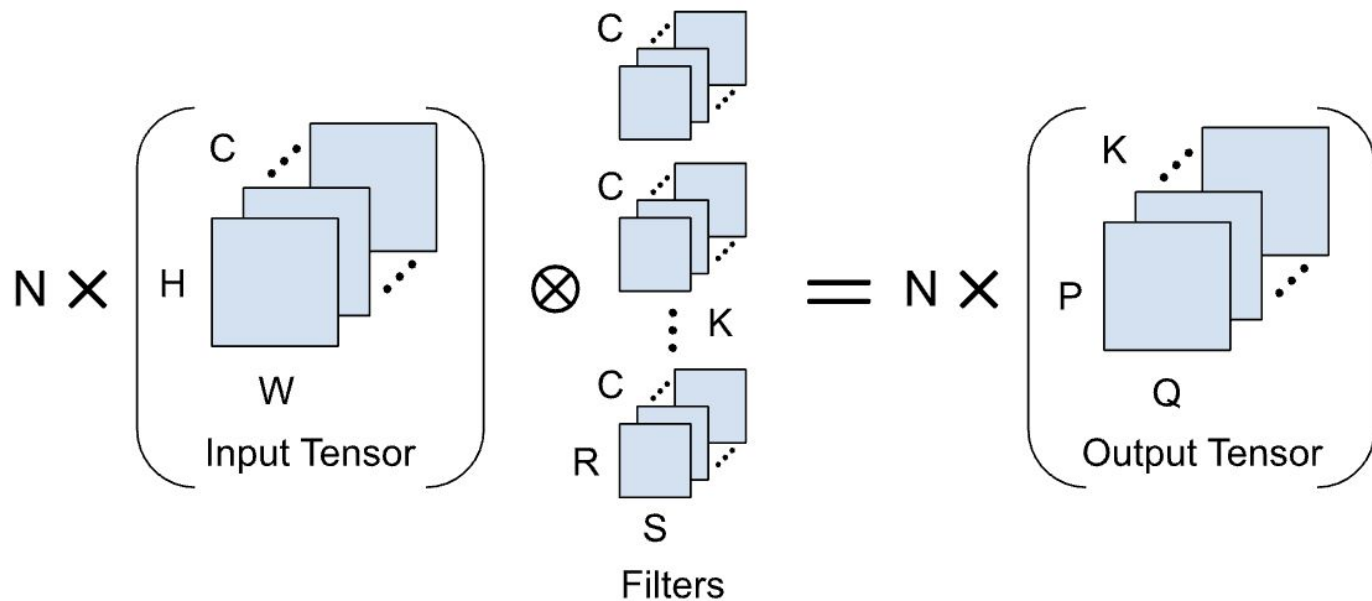 C
C
C
K
N ×
H
⊗
=
N ×
P
K
W
Q
Input Tensor
C
R
Output Tensor
S
Filters